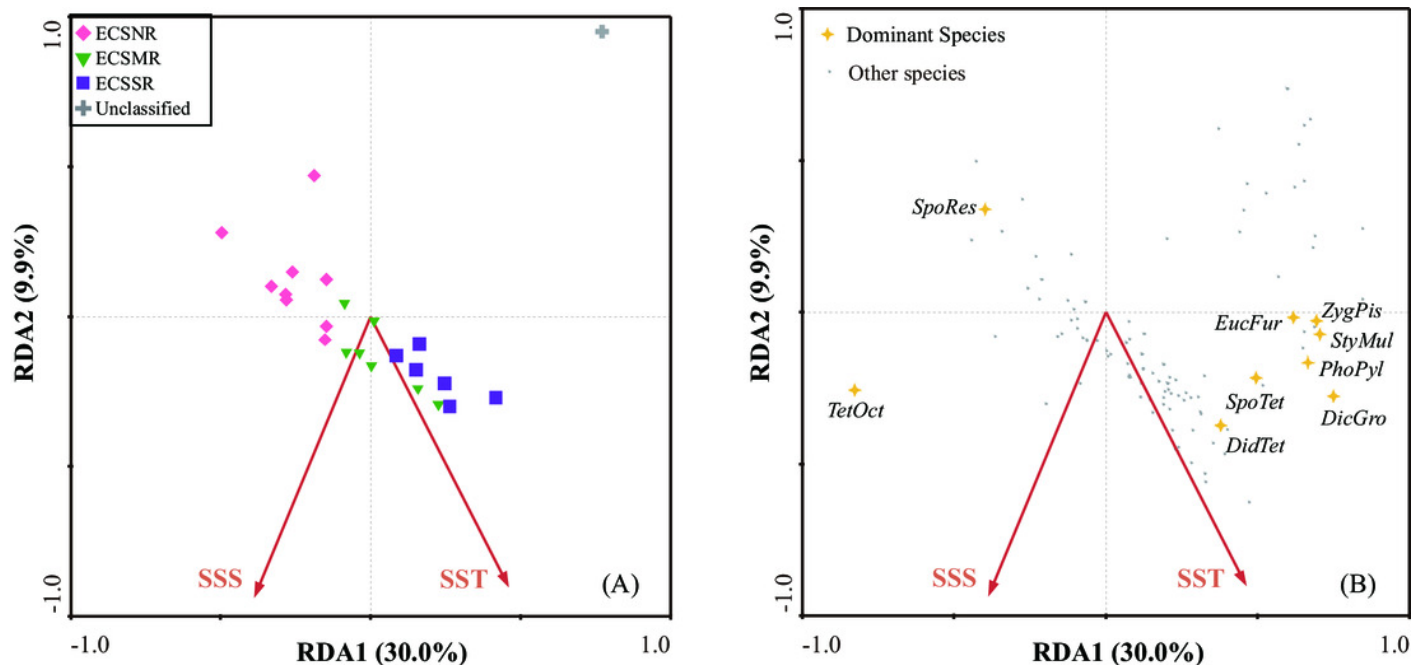 1.0
ECSNR
ECSMR
ECSSR
Unclassified
RDA2 (9.9%)
SSS
SST
(A)
-1.0
-1.0
RDA1 (30.0%)
1.0
1.0
Dominant Species
Other species
SpoRes
RDA2 (9.9%)
EucFur
ZygPis
StyMul
PhoPyl
SpoTet
DicGro
TetOct
DidTet
SSS
SST
(B)
-1.0
-1.0
RDA1 (30.0%)
1.0